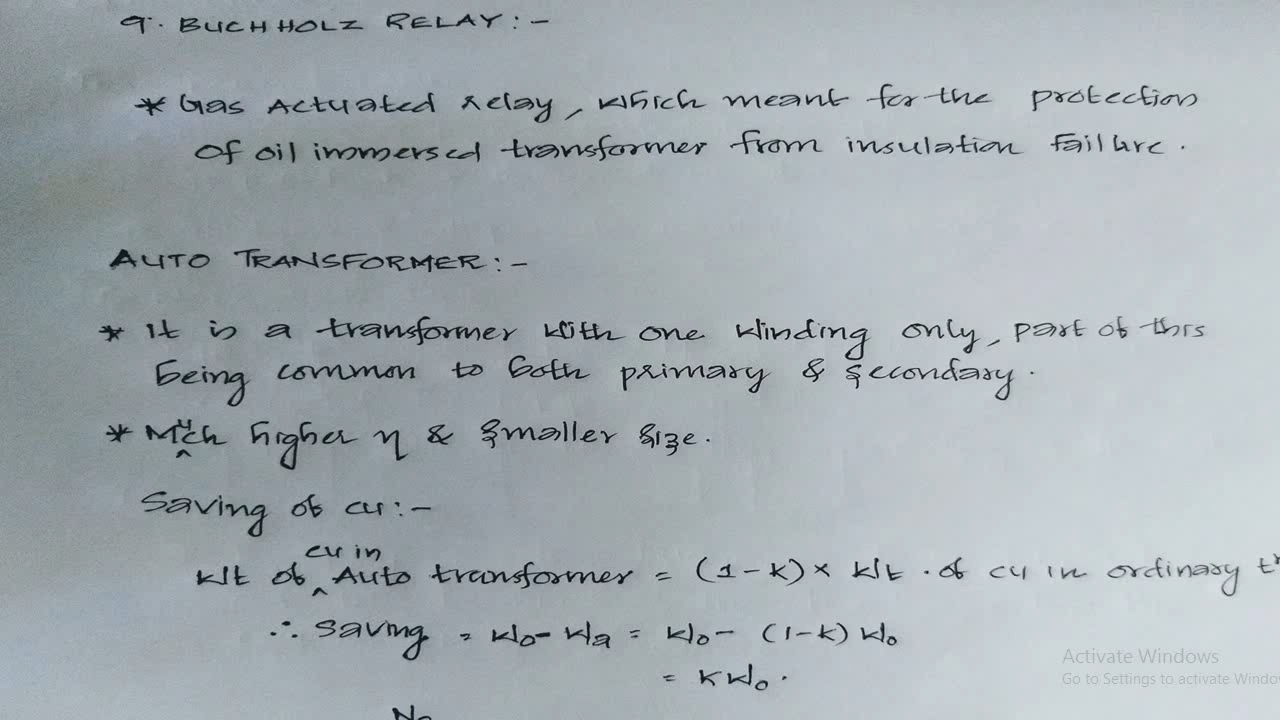 9. BUCHHOLZ RELAY:-
* Gas Actuated relay, which meant for the protection
of oil immersed transformer from insulation failure.
AUTO TRANSFORMER:-
* It is a transformer with one winding only, part of this
being common to both primary & secondary.
* Much higher η & smaller size.
Saving of cu:-
cu in
wt of ^ Auto transformer = (1-k)× wt. of cu in ordinary
∴ saving = Wo - Wa = Wo - (1-k) Wo
= KWo.
Activate Windows
Go to Settings to activate Windo